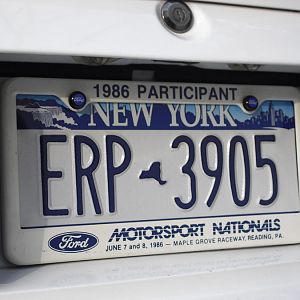 1986 PARTICIPANT
NEW YORK
ERP 3905
Ford MOTORSPORT NATIONALS
JUNE 7 and 8, 1986 — MAPLE GROVE RACEWAY, READING, PA.